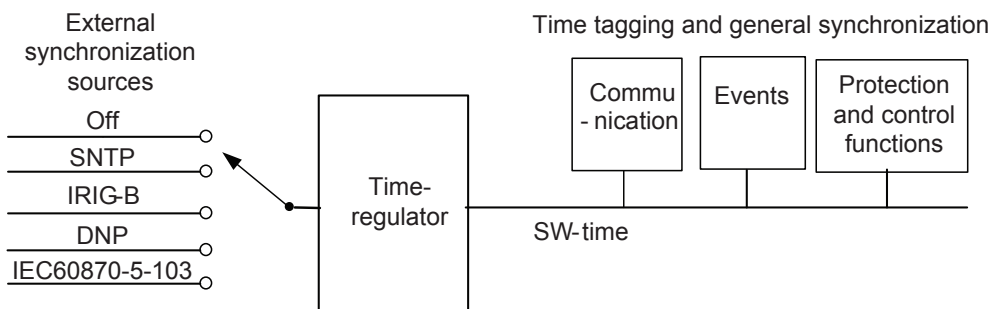 External
synchronization
sources
Off
SNTP
IRIG-B
DNP
IEC60870-5-103
Time-
regulator
Time tagging and general synchronization
Commu
- nication
Events
Protection
and control
functions
SW-time